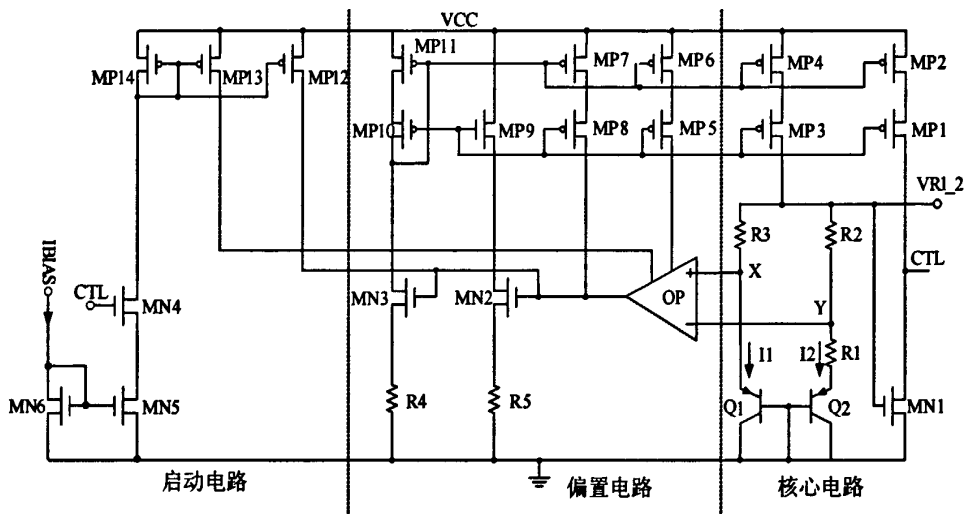 VCC
MP14
MP13
MP12
MP11
MP7
MP6
MP4
MP2
MP10
MP9
MP8
MP5
MP3
MP1
VR1_2
R3
R2
CTL
IBIAS
CTL
MN4
MN3
MN2
OP
X
Y
I1
I2
R1
MN6
MN5
R4
R5
Q1
Q2
MN1
启动电路
偏置电路
核心电路